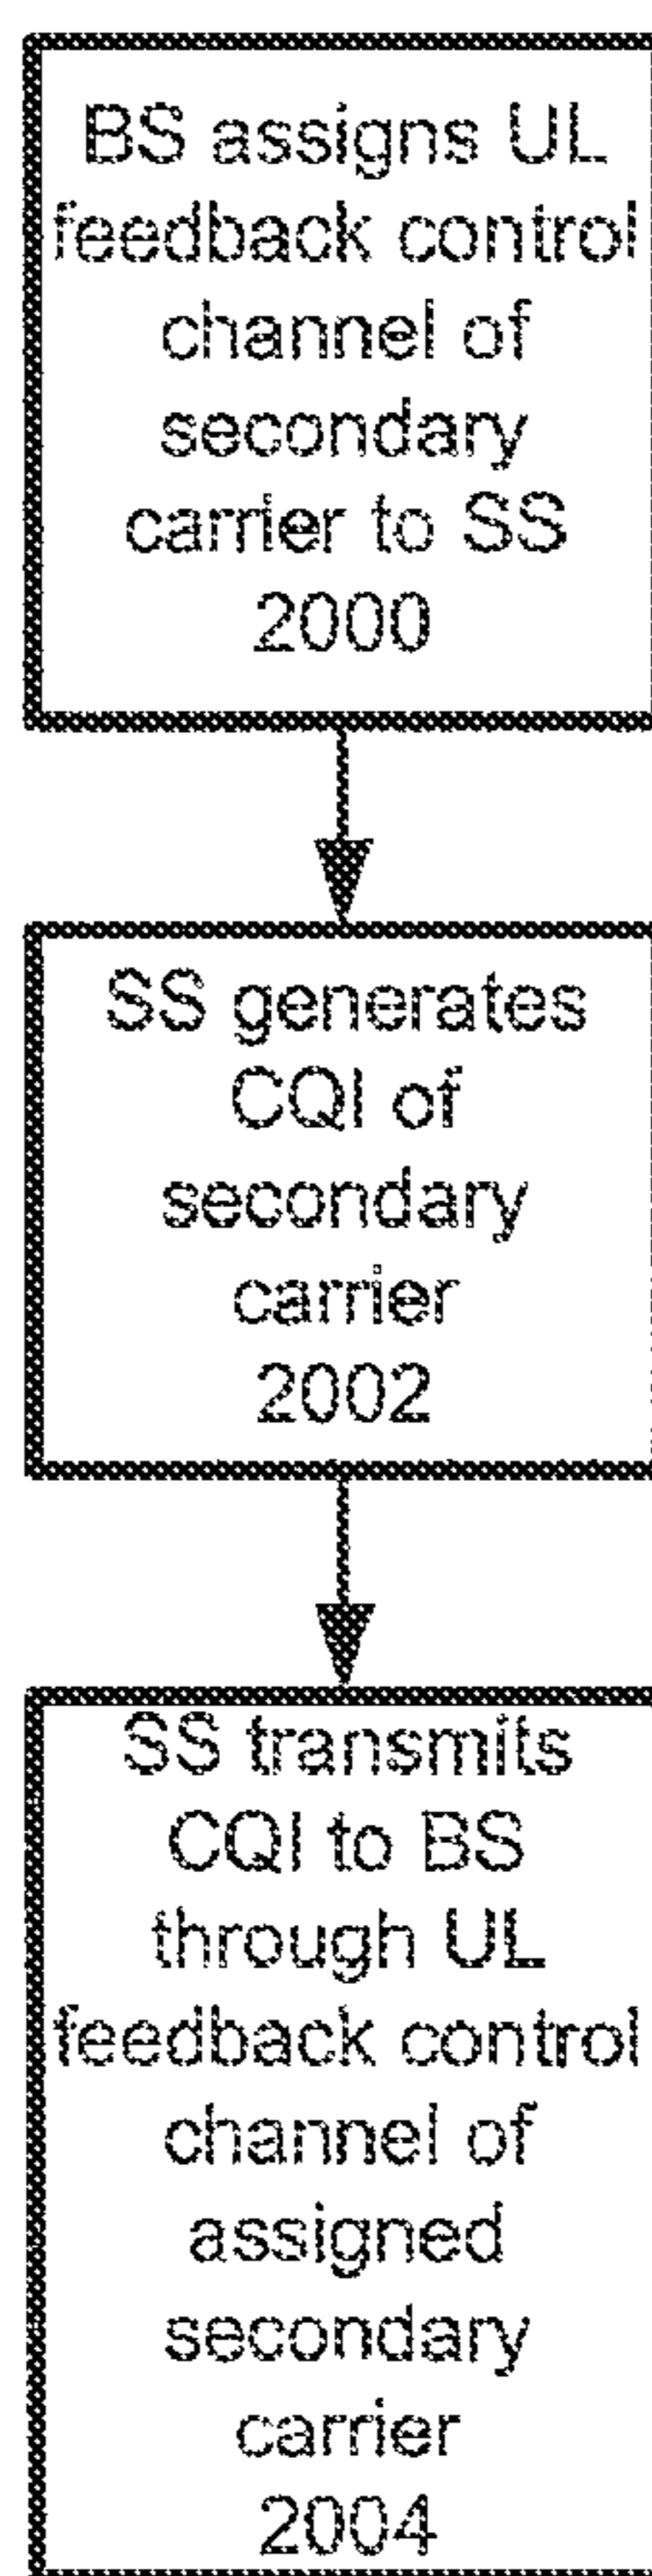 BS assigns UL
feedback control
channel of
secondary
carrier to SS
2000
SS generates
CQI of
secondary
carrier
2002
SS transmits
CQI to BS
through UL
feedback control
channel of
assigned
secondary
carrier
2004